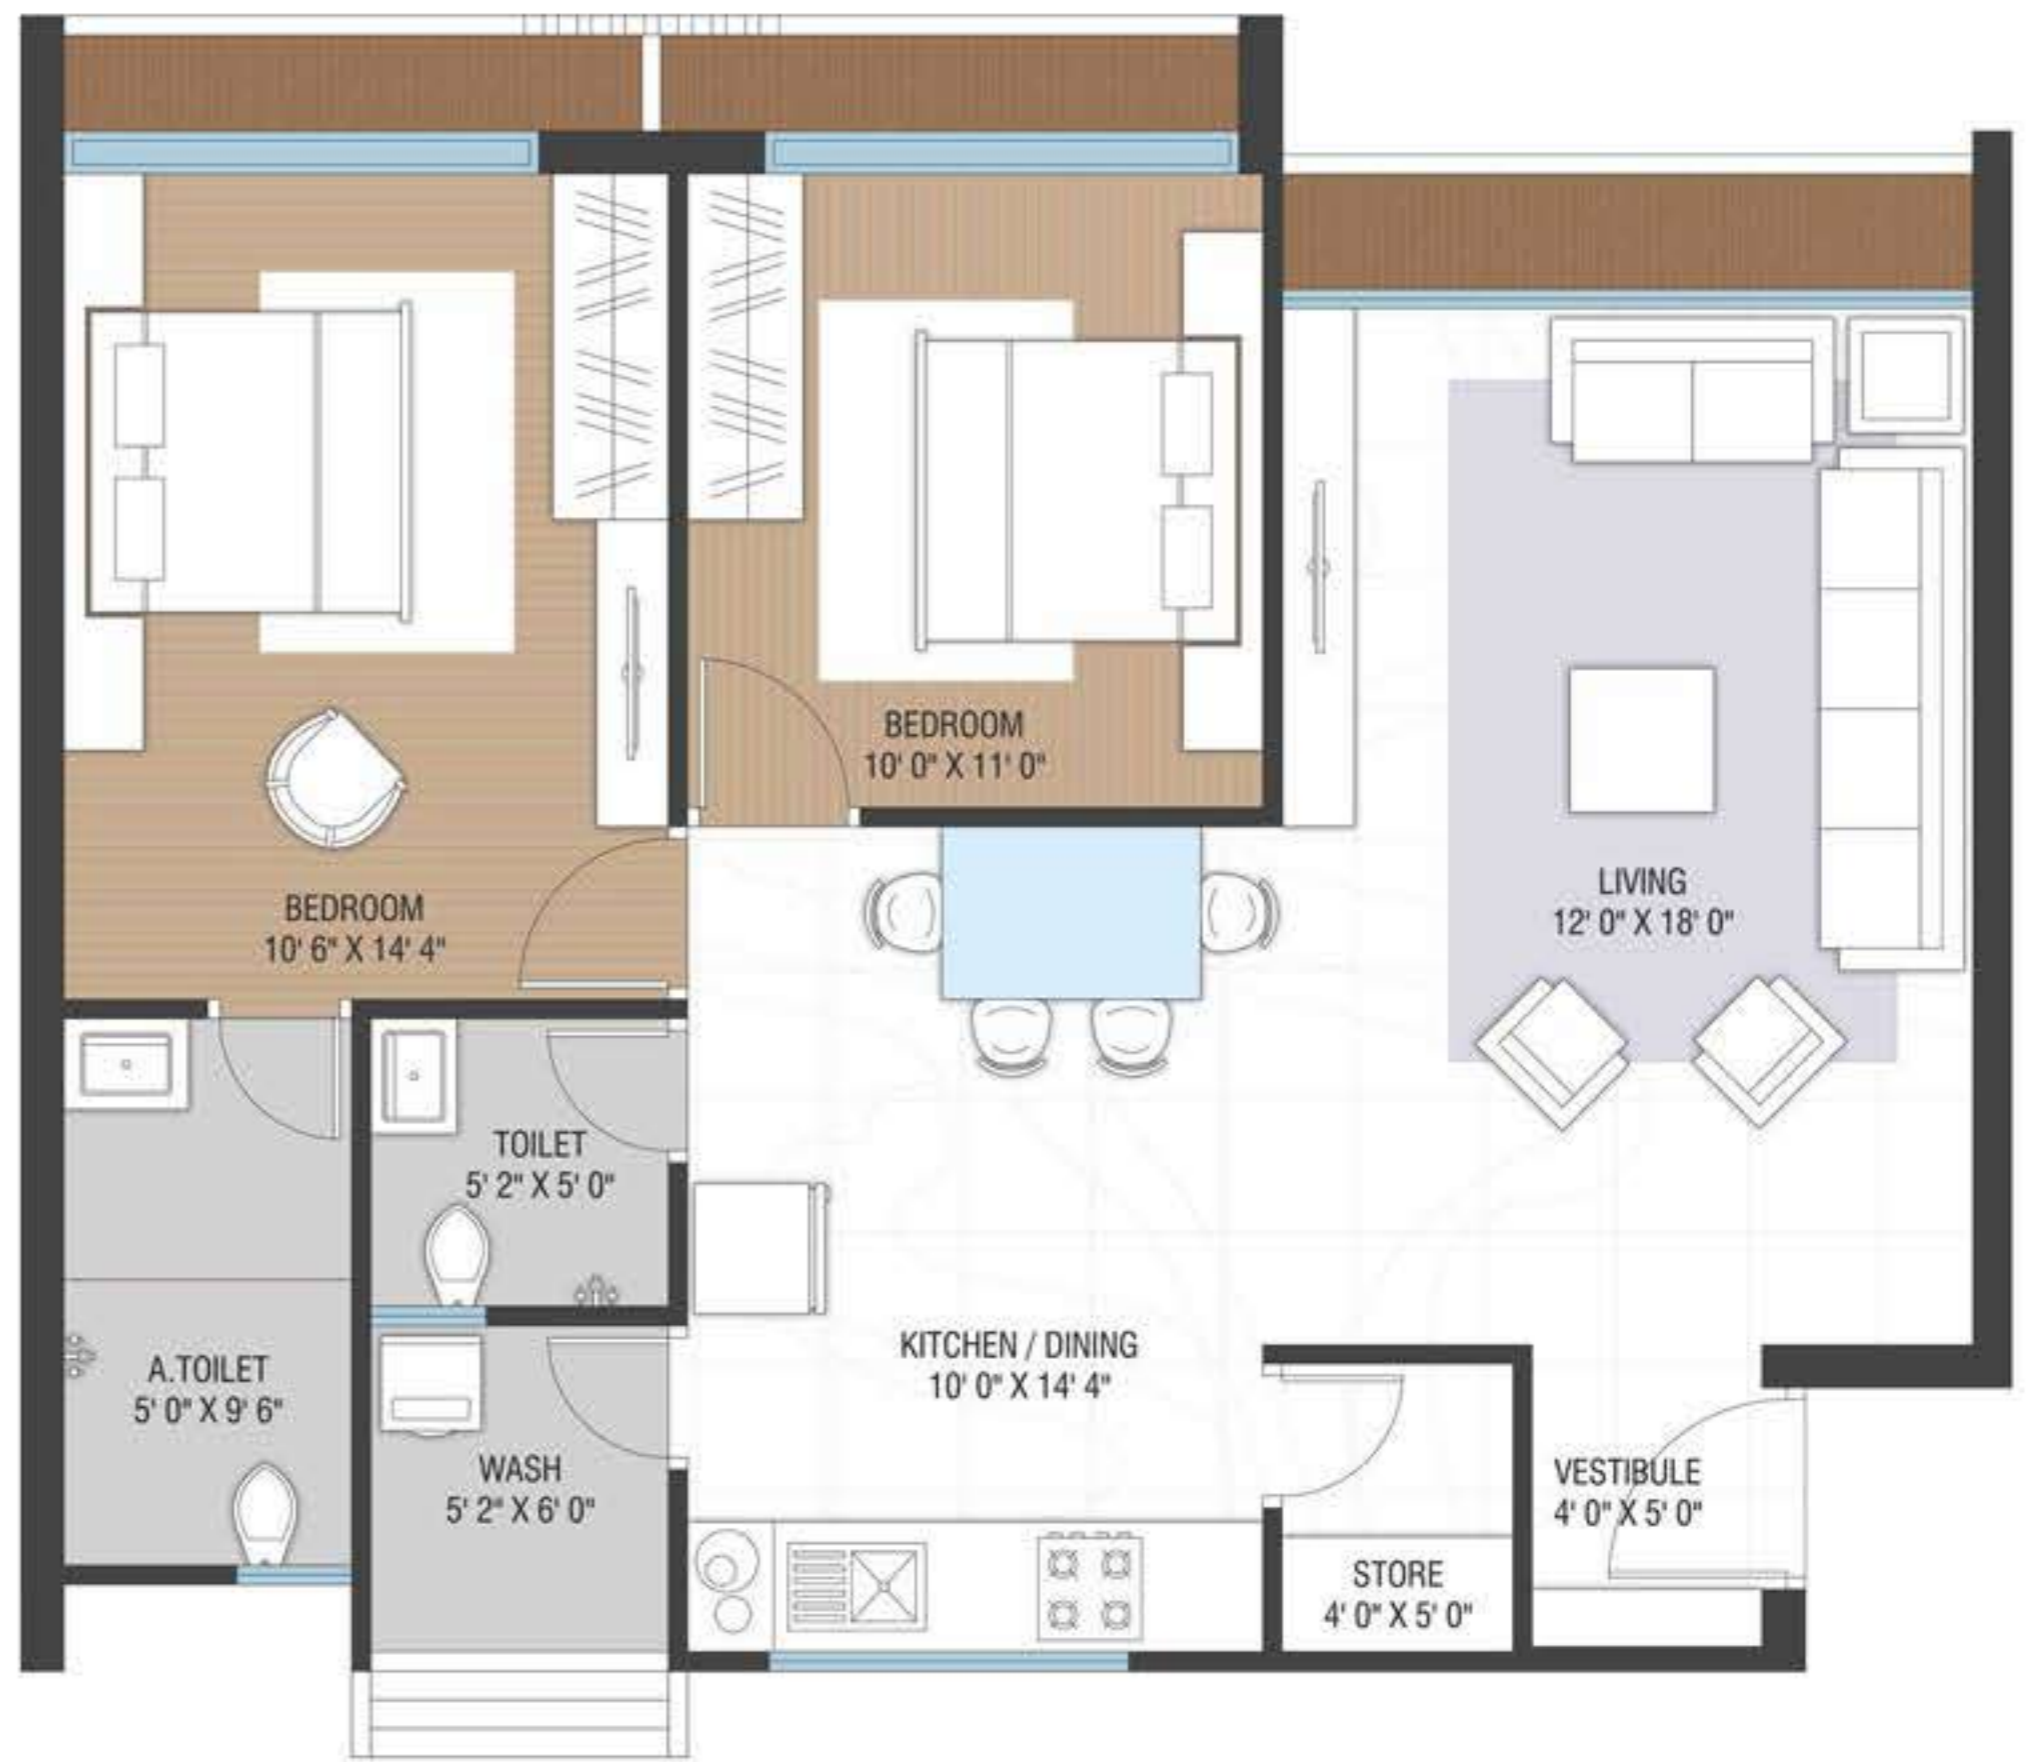 BEDROOM
10' 0" X 11' 0"
LIVING
12' 0" X 18' 0"
BEDROOM
10' 6" X 14' 4"
TOILET
5' 2" X 5' 0"
KITCHEN / DINING
10' 0" X 14' 4"
A.TOILET
5' 0" X 9' 6"
WASH
5' 2" X 6' 0"
VESTIBULE
4' 0" X 5' 0"
STORE
4' 0" X 5' 0"